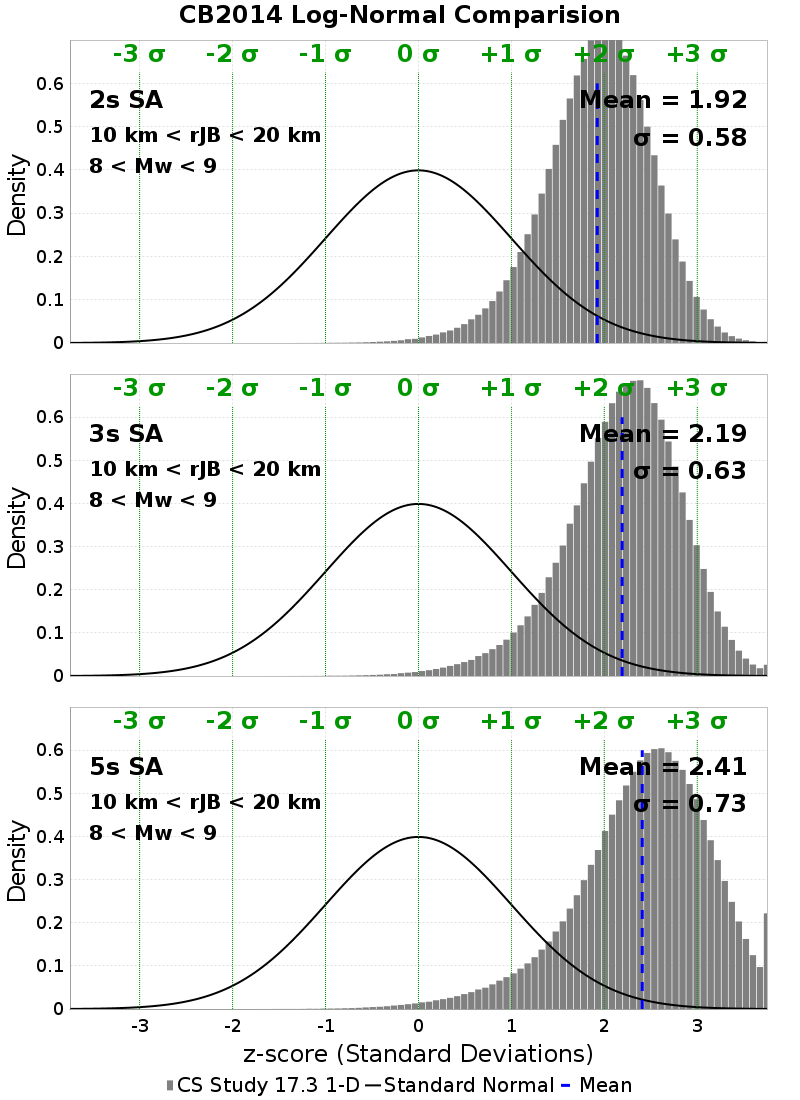 CB2014 Log-Normal Comparision
-3 σ -2 σ -1 σ 0 σ +1 σ +2 σ +3 σ
0.6
0.5
0.4
0.3
0.2
0.1
0
Density
2s SA
10 km < rJB < 20 km
8 < Mw < 9
Mean = 1.92
σ = 0.58
-3 σ -2 σ -1 σ 0 σ +1 σ +2 σ +3 σ
0.6
0.5
0.4
0.3
0.2
0.1
0
Density
3s SA
10 km < rJB < 20 km
8 < Mw < 9
Mean = 2.19
σ = 0.63
-3 σ -2 σ -1 σ 0 σ +1 σ +2 σ +3 σ
0.6
0.5
0.4
0.3
0.2
0.1
0
Density
5s SA
10 km < rJB < 20 km
8 < Mw < 9
Mean = 2.41
σ = 0.73
-3 -2 -1 0 1 2 3
z-score (Standard Deviations)
CS Study 17.3 1-D Standard Normal Mean